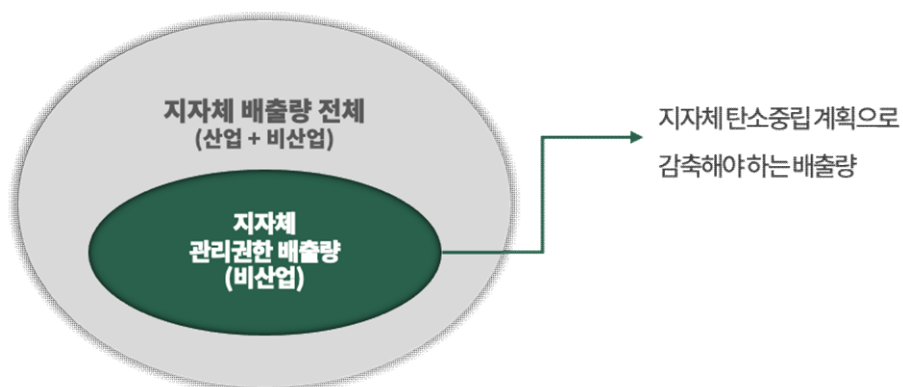 지자체 배출량 전체
(산업 + 비산업)
지자체
관리권한 배출량
(비산업)
지자체 탄소중립 계획으로
감축해야 하는 배출량